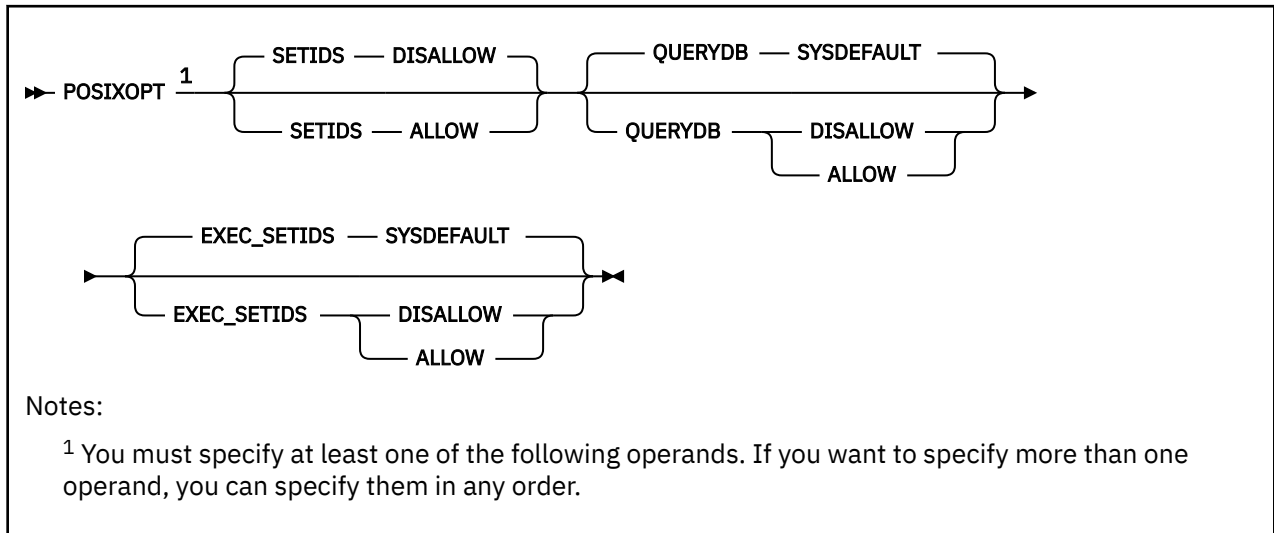 SETIDS DISALLOW
QUERYDB SYSDEFAULT
POSIXOPT 1
SETIDS ALLOW
QUERYDB DISALLOW
ALLOW
EXEC_SETIDS SYSDEFAULT
EXEC_SETIDS DISALLOW
ALLOW
Notes:
1 You must specify at least one of the following operands. If you want to specify more than one
operand, you can specify them in any order.